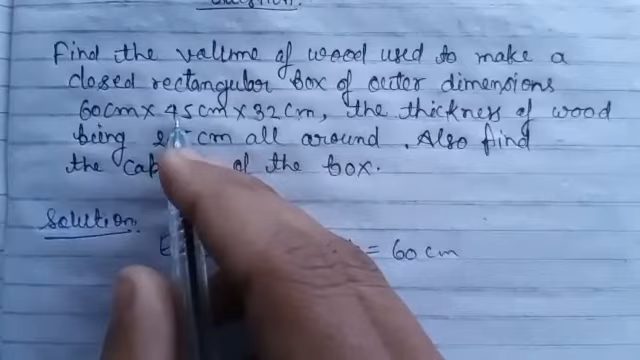 Question.
Find the volume of wood used to make a
closed rectangular box of outer dimensions
60cm × 45cm × 32cm, the thickness of wood
being cm all around. Also find
the of the box.
Solution.
= 60 cm